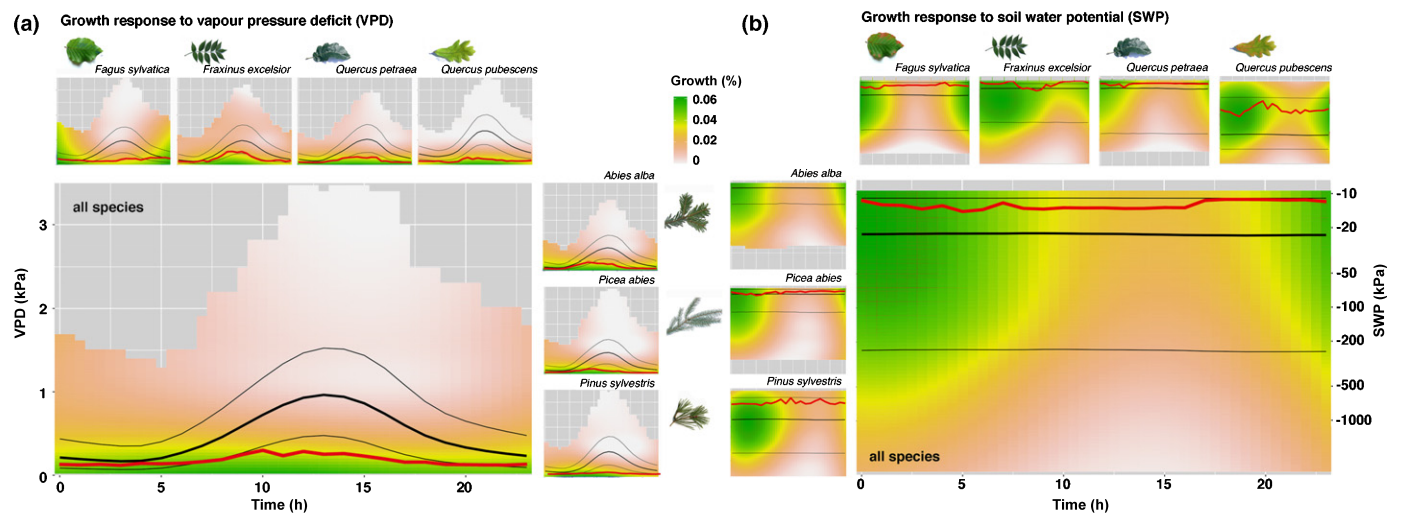 (a)
Growth response to vapour pressure deficit (VPD)
Fagus sylvatica
Fraxinus excelsior
Quercus petraea
Quercus pubescens
Growth (%)
0.06
0.04
0.02
0
all species
VPD (kPa)
3
2
1
0
0 5 10 15 20
Time (h)
Abies alba
Picea abies
Pinus sylvestris
(b)
Growth response to soil water potential (SWP)
Fagus sylvatica
Fraxinus excelsior
Quercus petraea
Quercus pubescens
Abies alba
Picea abies
Pinus sylvestris
-10
-20
-50
-100
-200
-500
-1000
SWP (kPa)
all species
0 5 10 15 20
Time (h)